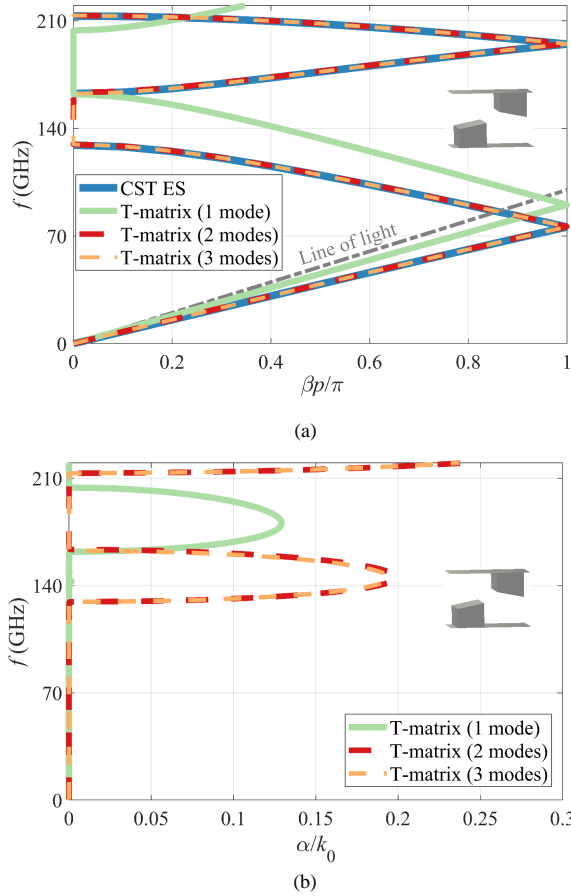 210
140
70
0
f (GHz)
CST ES
T-matrix (1 mode)
T-matrix (2 modes)
T-matrix (3 modes)
Line of light
0 0.2 0.4 0.6 0.8 1
βp/π
(a)
210
140
70
0
f (GHz)
T-matrix (1 mode)
T-matrix (2 modes)
T-matrix (3 modes)
0 0.05 0.1 0.15 0.2 0.25 0.3
α/k₀
(b)